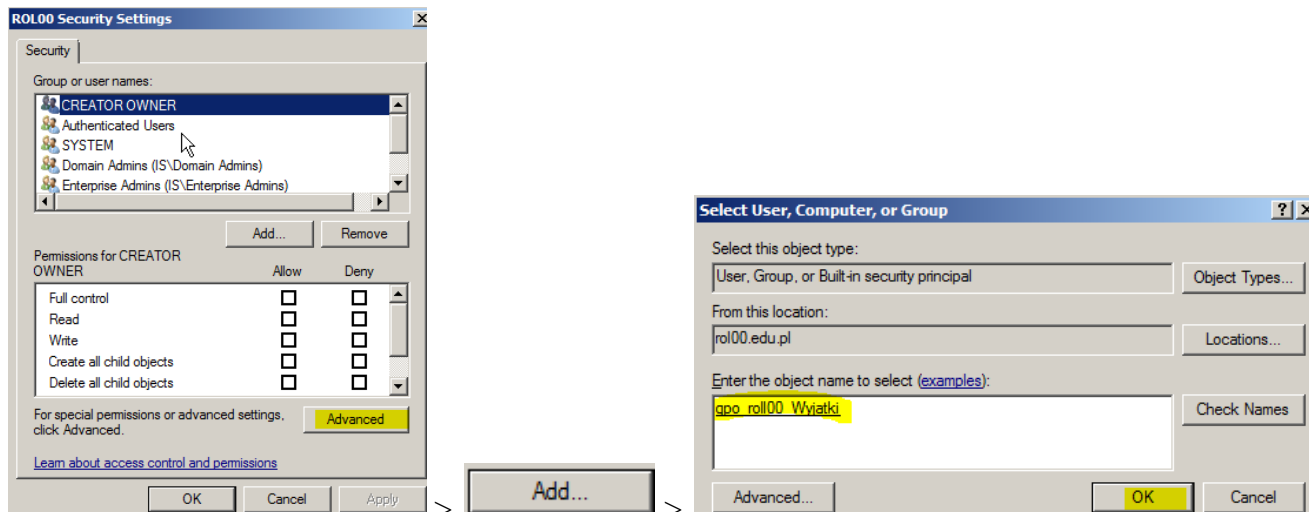 ROL00 Security Settings
Security
Group or user names:
CREATOR OWNER
Authenticated Users
SYSTEM
Domain Admins (IS\Domain Admins)
Enterprise Admins (IS\Enterprise Admins)
Add... Remove
Permissions for CREATOR
OWNER Allow Deny
Full control
Read
Write
Create all child objects
Delete all child objects
For special permissions or advanced settings,
click Advanced.
Advanced
Learn about access control and permissions
OK Cancel Apply
>
Add...
>
Select User, Computer, or Group
Select this object type:
User, Group, or Built-in security principal
Object Types...
From this location:
rol00.edu.pl
Locations...
Enter the object name to select (examples):
gpo_roll00_Wyjatki
Check Names
Advanced... OK Cancel